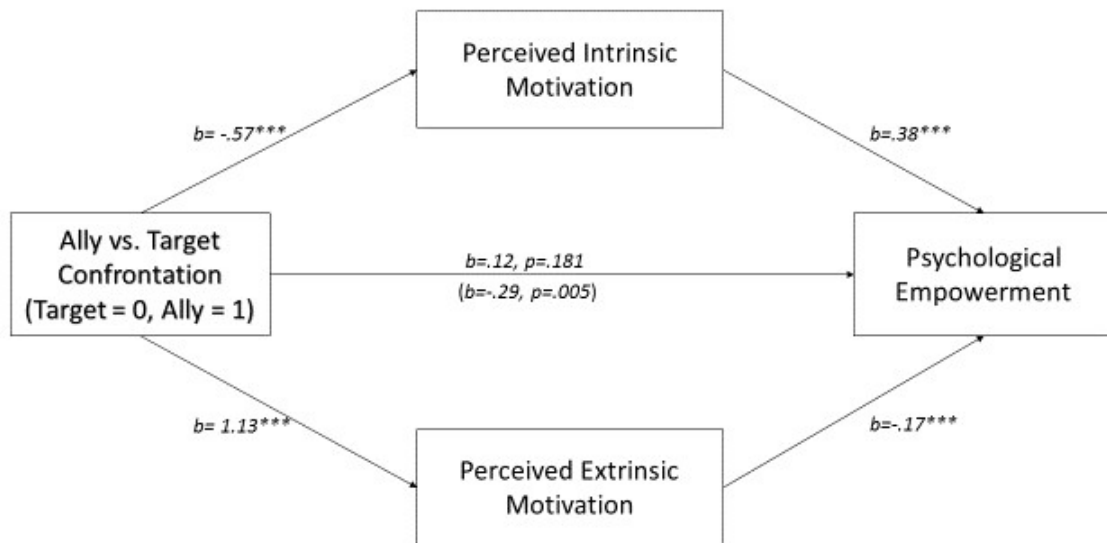 Perceived Intrinsic
Motivation
b= -.57***
b=.38***
Ally vs. Target
Confrontation
(Target = 0, Ally = 1)
b=.12, p=.181
(b=-.29, p=.005)
Psychological
Empowerment
b= 1.13***
b=-.17***
Perceived Extrinsic
Motivation